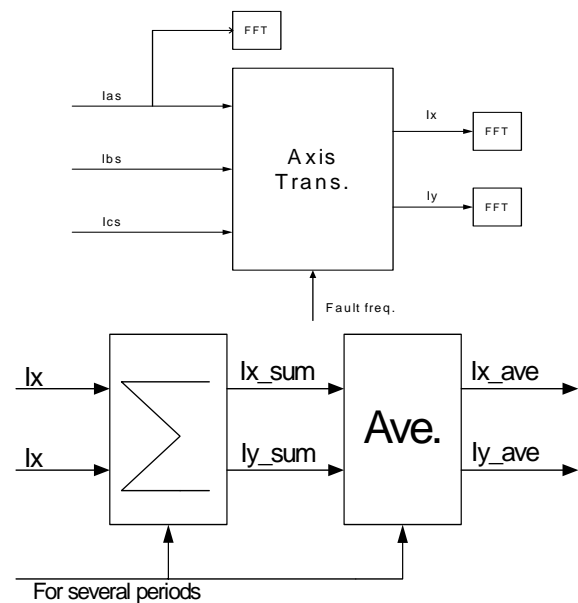 FFT
Ias
Ix
FFT
Ibs
Axis
Trans.
Iy
FFT
Ics
Fault freq.
Ix
Ix_sum
Ix_ave
Ave.
Ix
Iy_sum
Iy_ave
For several periods